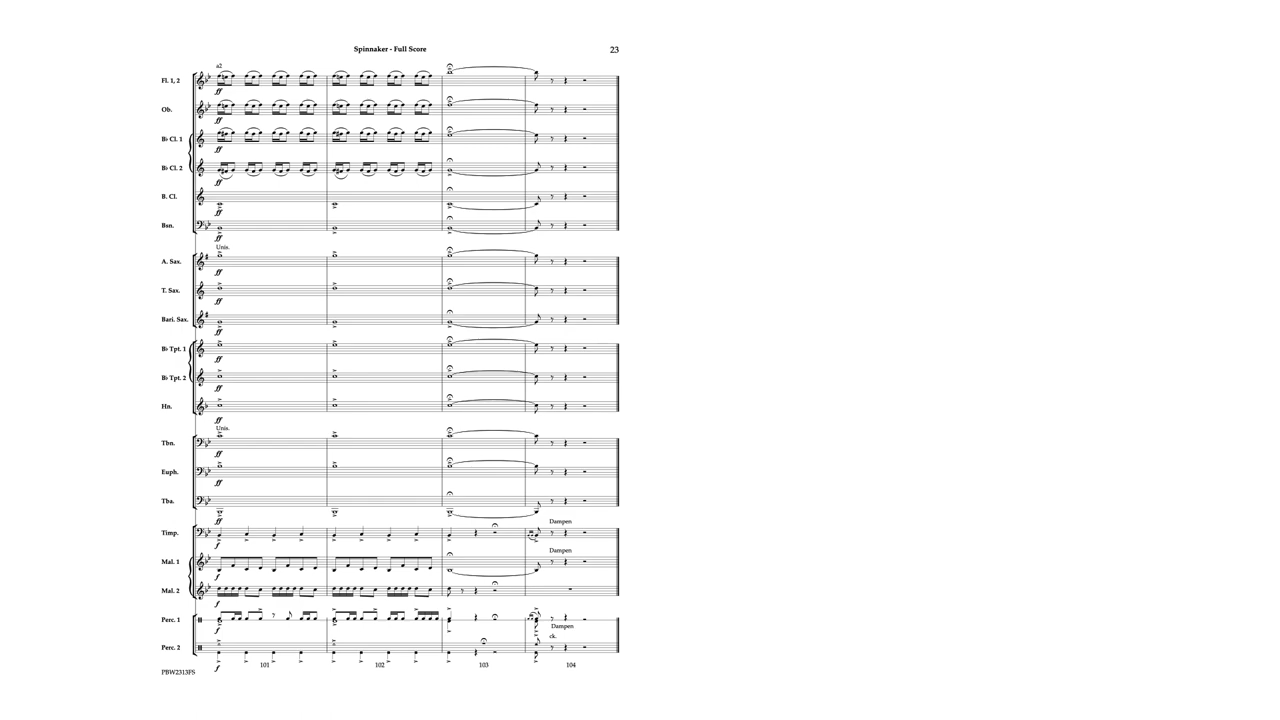 Spinnaker - Full Score
23
a2
Fl. 1, 2
ff
Ob.
ff
B♭ Cl. 1
ff
B♭ Cl. 2
ff
B. Cl.
ff
Bsn.
ff
Unis.
A. Sax.
ff
T. Sax.
ff
Bari. Sax.
ff
B♭ Tpt. 1
ff
B♭ Tpt. 2
ff
Hn.
ff
Unis.
Tbn.
ff
Euph.
ff
Tba.
ff
Dampen
Timp.
f
Dampen
Mal. 1
f
Mal. 2
f
Perc. 1
f
Dampen
ck.
Perc. 2
f
101
102
103
104
PBW2313FS